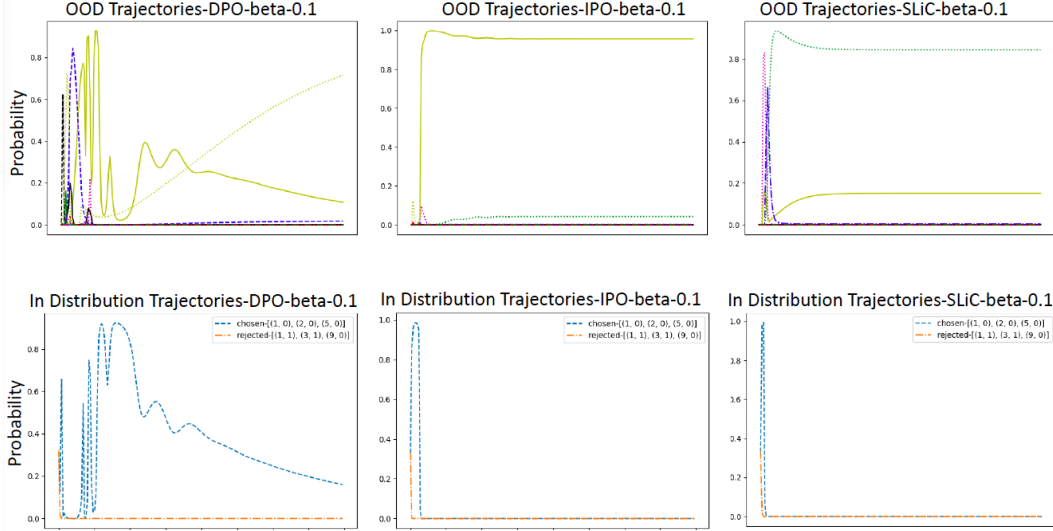 OOD Trajectories-DPO-beta-0.1
OOD Trajectories-IPO-beta-0.1
OOD Trajectories-SLiC-beta-0.1
Probability
0.8
0.6
0.4
0.2
0.0
1.0
0.8
0.6
0.4
0.2
0.0
0.8
0.6
0.4
0.2
0.0
In Distribution Trajectories-DPO-beta-0.1
In Distribution Trajectories-IPO-beta-0.1
In Distribution Trajectories-SLiC-beta-0.1
Probability
0.8
0.6
0.4
0.2
0.0
chosen-[(1, 0), (2, 0), (5, 0)]
rejected-[(1, 1), (3, 1), (9, 0)]
1.0
0.8
0.6
0.4
0.2
0.0
chosen-[(1, 0), (2, 0), (5, 0)]
rejected-[(1, 1), (3, 1), (9, 0)]
1.0
0.8
0.6
0.4
0.2
0.0
chosen-[(1, 0), (2, 0), (5, 0)]
rejected-[(1, 1), (3, 1), (9, 0)]